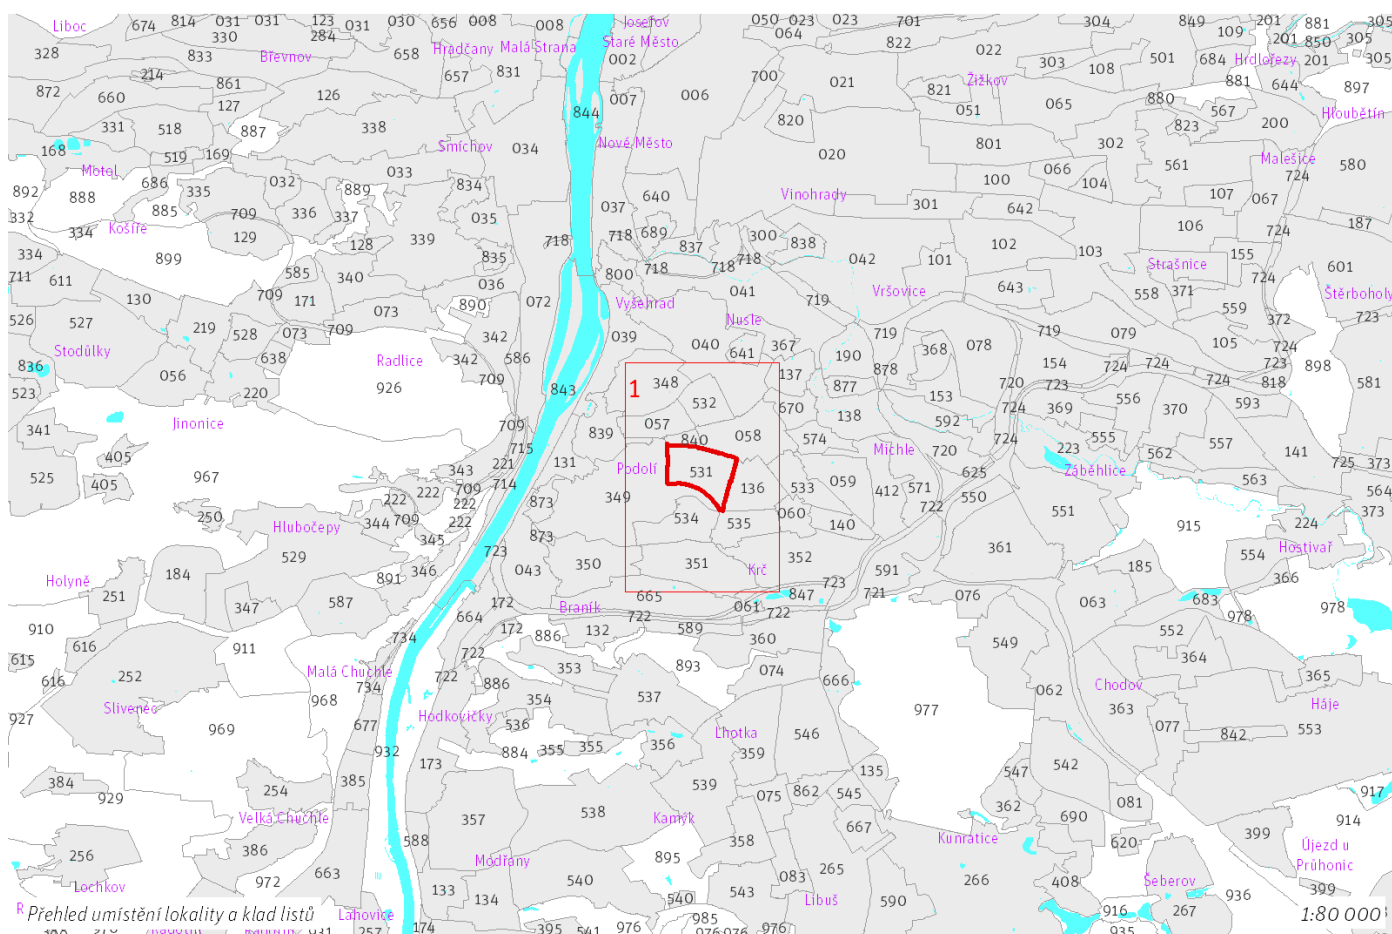 Liboc 674 814 031 031 123 031 030 656 008 008 Josefov 050 023 023 701 304 849 201 881 305
330 284 Hradčany Malá Strana Staré Město 064 822 022 109 201 850 305
328 833 Břevnov 658 002 303 108 501 684 Hrdlořezy 201 305
214 861 657 831 700 021 821 Žižkov 881 644 897
872 660 127 126 007 006 051 065 880 567 Hloubětín
331 518 887 338 844 820 823 200
168 519 169 Smíchov 034 Nové Město 020 801 302 561 Malešice 580
Motol 686 032 033 066 724
892 888 335 889 834 640 Vinohrady 100 104 107 067
332 885 709 336 337 035 037 301 642 187
334 Košíře 129 128 339 718 718 689 837 300 838 102 106 724
334 899 835 718 718 718 042 101 103 Strašnice 155 601
711 611 585 340 036 800 041 643 558 371 724 Štěrboholy
130 709 171 890 072 Vyšehrad 719 Vršovice 559
526 527 219 528 073 073 709 342 039 Nusle 719 719 079 372 723
Stodůlky 638 Radlice 342 586 040 641 367 190 368 078 154 105 724
836 056 926 709 843 348 137 878 720 724 724 723 898
523 220 1 532 877 153 723 724 818 581
341 Jinonice 709 057 670 138 592 724 369 556 370 593
405 715 839 840 058 574 Michle 724 223 555 557 141
525 405 967 343 221 131 Podolí 531 720 Záběhlice 562 725 373
222 222 709 714 873 349 136 533 059 412 571 625 563 564
250 344 709 222 534 535 060 722 550 551 915 224 373
Hlubočepy 345 873 140 Hostivař
529 723 043 350 351 Krč 352 361 554
Holyně 184 891 346 723 591 185 366
251 347 587 172 665 061 847 721 076 063 683
910 664 Braník 722 722 978 978
616 911 734 172 886 132 589 360 549 552
615 Malá Chuchle 722 353 893 074 364
616 252 734 722 886 666 062 Chodov 365
927 Slivenec 968 354 537 977 363 077 Háje
969 677 Hodkovičky 536 Lhotka 546 842 553
932 884 355 355 356 359
384 385 173 539 135 547 542 917
929 254 538 075 862 545 362 081 914
Velká Chuchle 357 Kamýk 690
386 588 358 667 Kunratice 620 399 Újezd u
256 Modřany 895 Průhonic
Lochkov 972 663 133 134 540 543 083 265 266 408 Šeberov 936 399
540 Libuš 590
Přehled umístění lokality a klad listů Lahovice 985 916 267 1:80 000
257 174 395 541 976 976 976 976 935